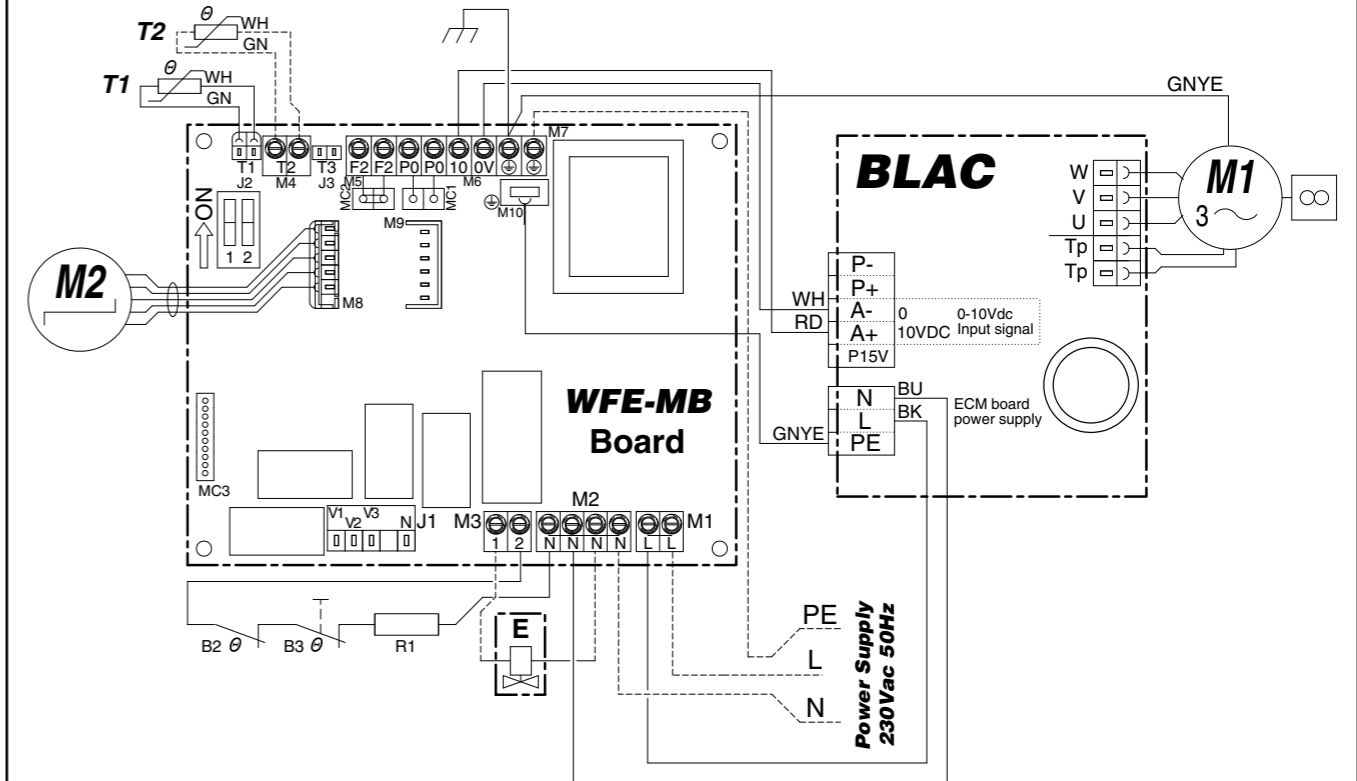 θ
T2
WH
GN
θ
T1
WH
GN
GNYE
M7
T1
T2
T3
F2 F2 P0 P0 10 0V
J2
M4
J3
M5
M6
MC2
MC1
M10
ON
1 2
M9
M8
M2
BLAC
W
V
U
Tp
Tp
M1
3
8
P-
P+
WH
A-
0
0-10Vdc
RD
A+
10VDC
Input signal
P15V
N
BU
L
BK
ECM board
power supply
GNYE
PE
WFE-MB
Board
MC3
V1
V2
V3
N
J1
M3
M2
M1
1 2
N N N N
L L
B2 θ
B3 θ
R1
E
PE
L
N
Power Supply
230Vac 50Hz